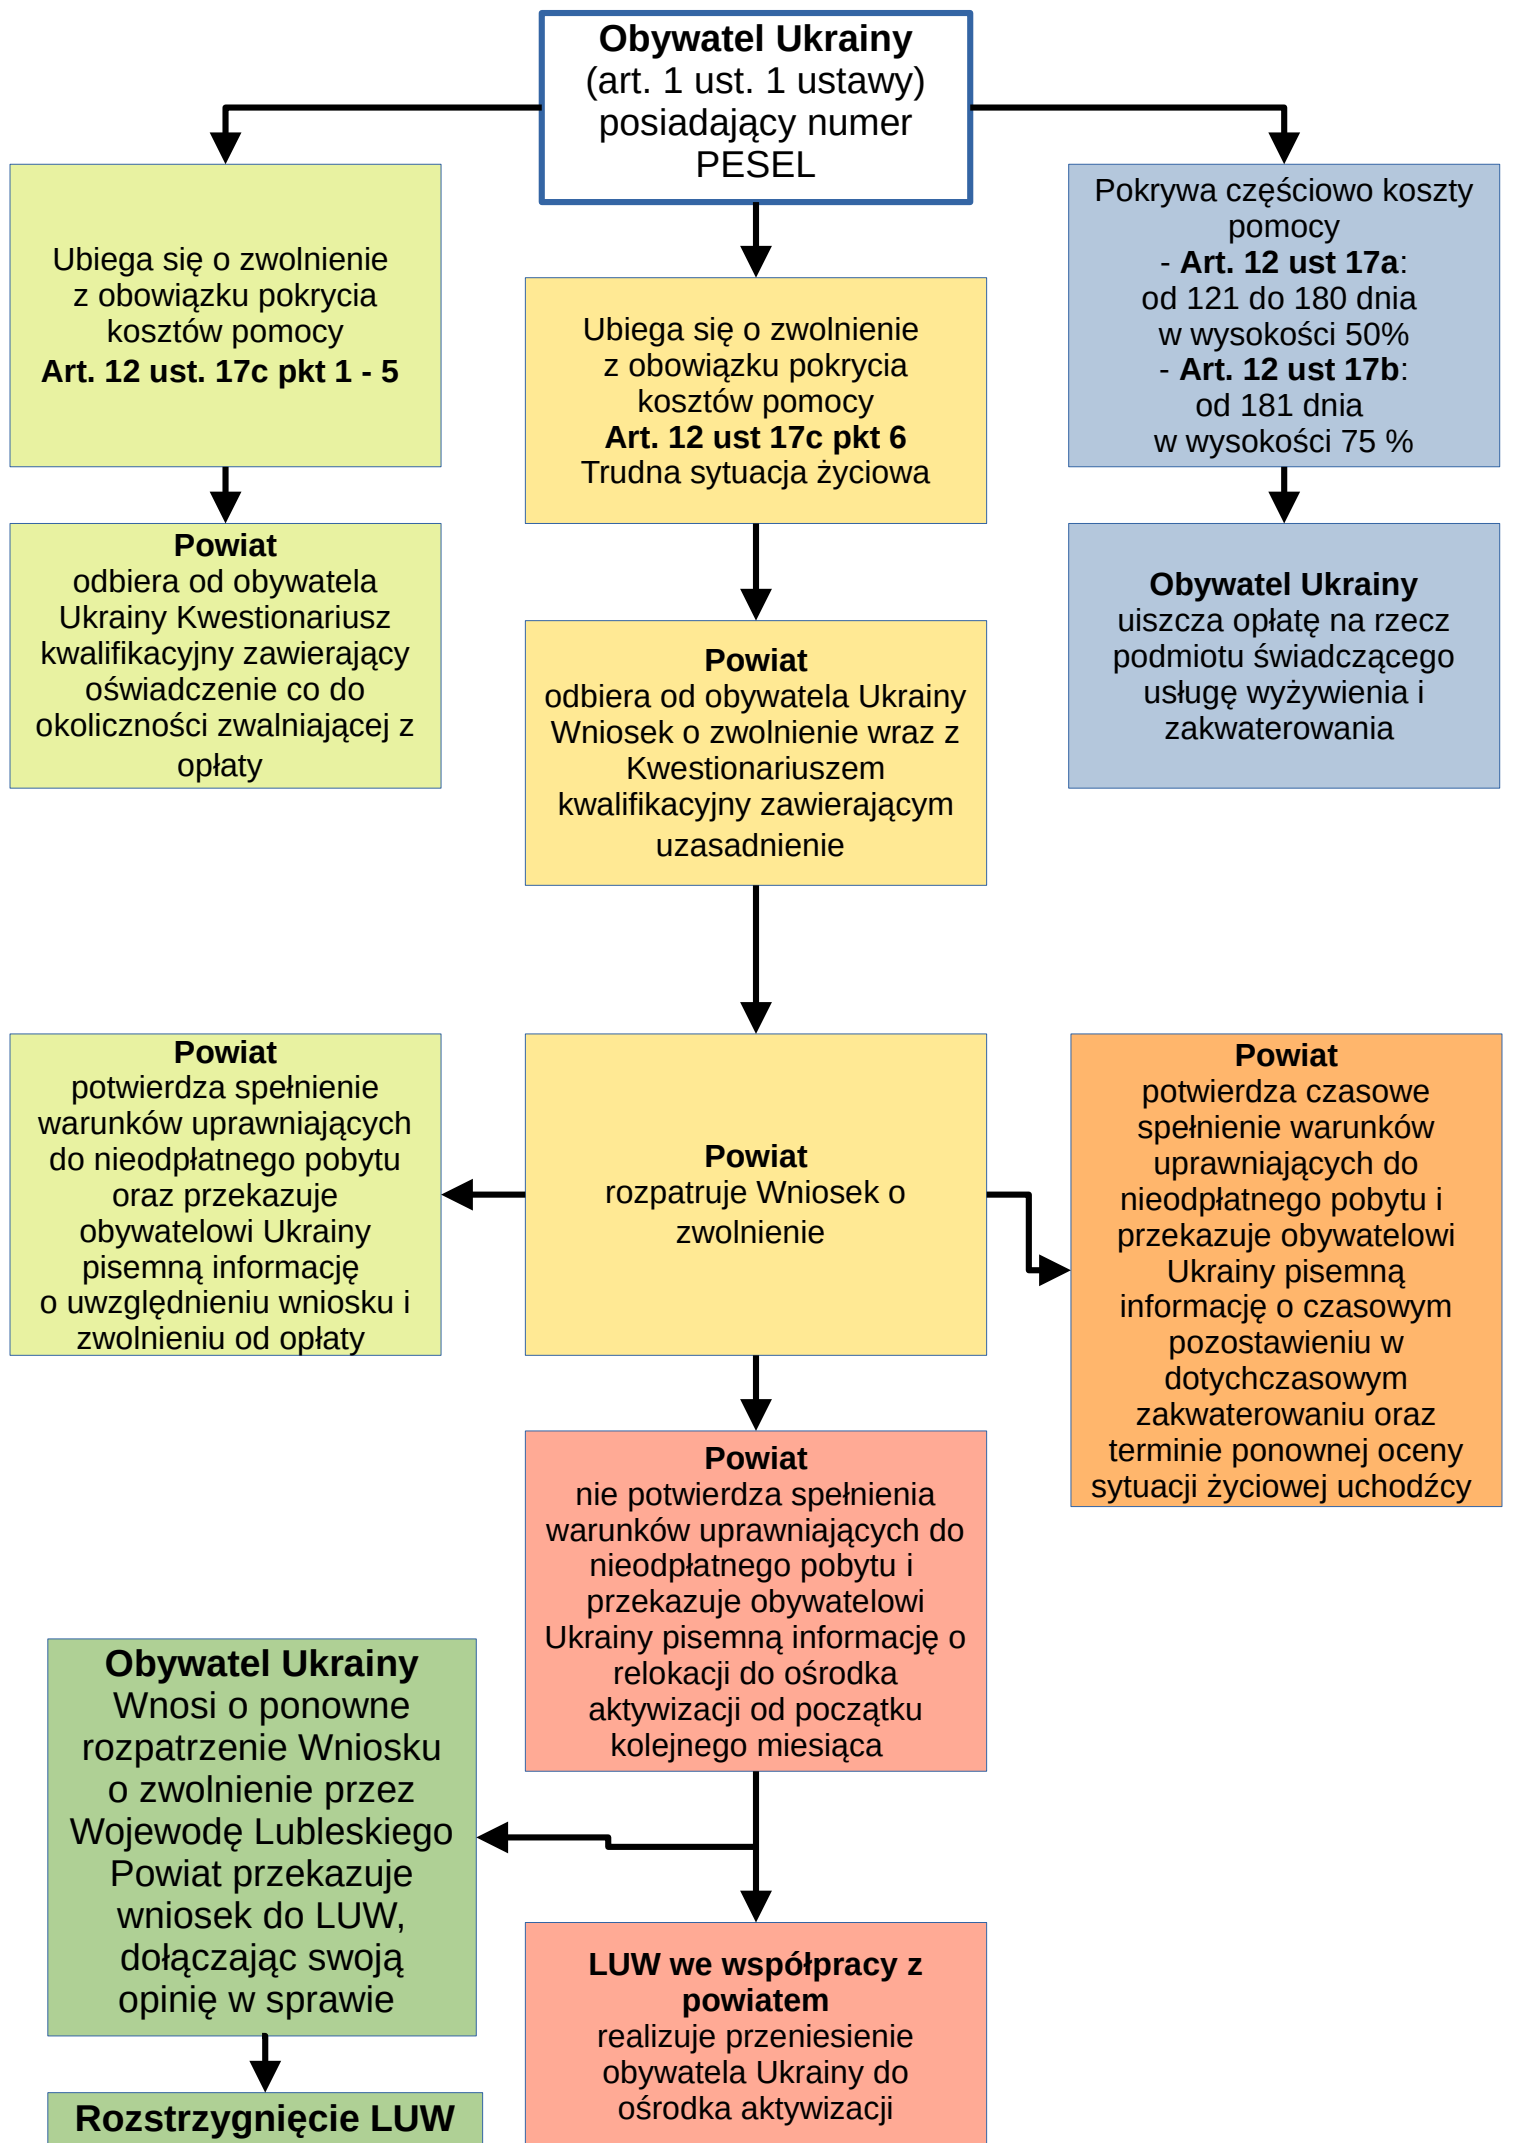 Obywatel Ukrainy
(art. 1 ust. 1 ustawy)
posiadający numer
PESEL
Ubiega się o zwolnienie
z obowiązku pokrycia
kosztów pomocy
Art. 12 ust. 17c pkt 1 - 5
Ubiega się o zwolnienie
z obowiązku pokrycia
kosztów pomocy
Art. 12 ust 17c pkt 6
Trudna sytuacja życiowa
Pokrywa częściowo koszty
pomocy
- Art. 12 ust 17a:
od 121 do 180 dnia
w wysokości 50%
- Art. 12 ust 17b:
od 181 dnia
w wysokości 75 %
Powiat
odbiera od obywatela
Ukrainy Kwestionariusz
kwalifikacyjny zawierający
oświadczenie co do
okoliczności zwalniającej z
opłaty
Powiat
odbiera od obywatela Ukrainy
Wniosek o zwolnienie wraz z
Kwestionariuszem
kwalifikacyjny zawierającym
uzasadnienie
Obywatel Ukrainy
uiszcza opłatę na rzecz
podmiotu świadczącego
usługę wyżywienia i
zakwaterowania
Powiat
potwierdza spełnienie
warunków uprawniających
do nieodpłatnego pobytu
oraz przekazuje
obywatelowi Ukrainy
pisemną informację
o uwzględnieniu wniosku i
zwolnieniu od opłaty
Powiat
rozpatruje Wniosek o
zwolnienie
Powiat
potwierdza czasowe
spełnienie warunków
uprawniających do
nieodpłatnego pobytu i
przekazuje obywatelowi
Ukrainy pisemną
informację o czasowym
pozostawieniu w
dotychczasowym
zakwaterowaniu oraz
terminie ponownej oceny
sytuacji życiowej uchodźcy
Powiat
nie potwierdza spełnienia
warunków uprawniających do
nieodpłatnego pobytu i
przekazuje obywatelowi
Ukrainy pisemną informację o
relokacji do ośrodka
aktywizacji od początku
kolejnego miesiąca
Obywatel Ukrainy
Wnosi o ponowne
rozpatrzenie Wniosku
o zwolnienie przez
Wojewodę Lubleskiego
Powiat przekazuje
wniosek do LUW,
dołączając swoją
opinię w sprawie
LUW we współpracy z
powiatem
realizuje przeniesienie
obywatela Ukrainy do
ośrodka aktywizacji
Rozstrzygnięcie LUW